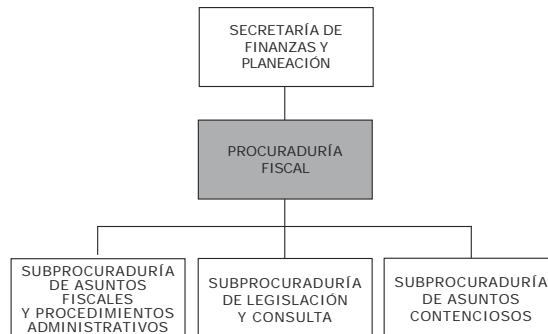 SECRETARÍA DE
FINANZAS Y
PLANEACIÓN
PROCURADURÍA
FISCAL
SUBPROCURADURÍA
DE ASUNTOS
FISCALES
Y PROCEDIMIENTOS
ADMINISTRATIVOS
SUBPROCURADURÍA
DE LEGISLACIÓN
Y CONSULTA
SUBPROCURADURÍA
DE ASUNTOS
CONTENCIOSOS